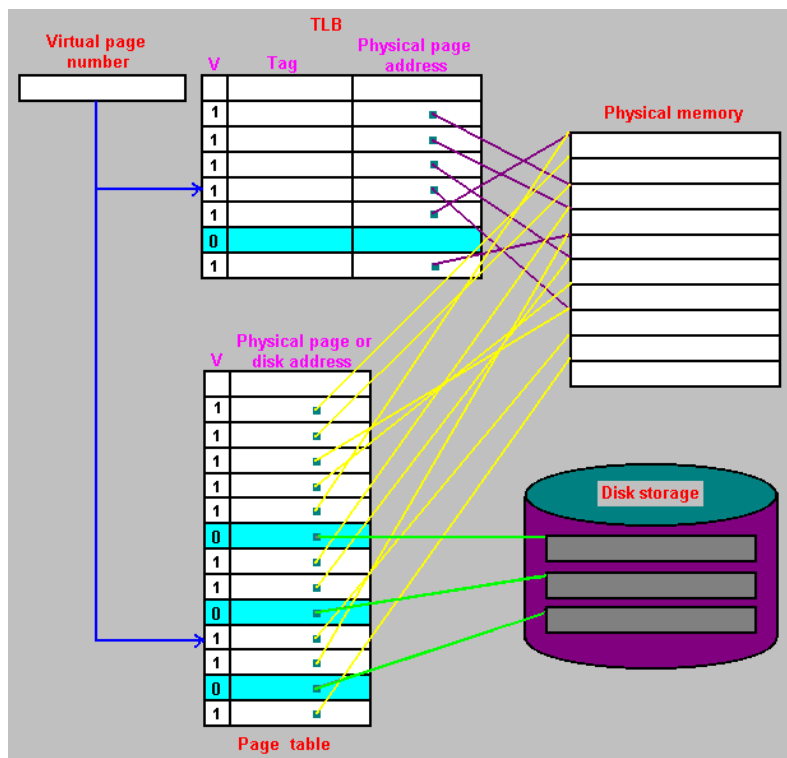 TLB
Virtual page
number
V Tag Physical page
address
1
1
1
1
1
0
1
Physical memory
V Physical page or
disk address
1
1
1
1
1
0
1
1
0
1
1
0
1
Page table
Disk storage